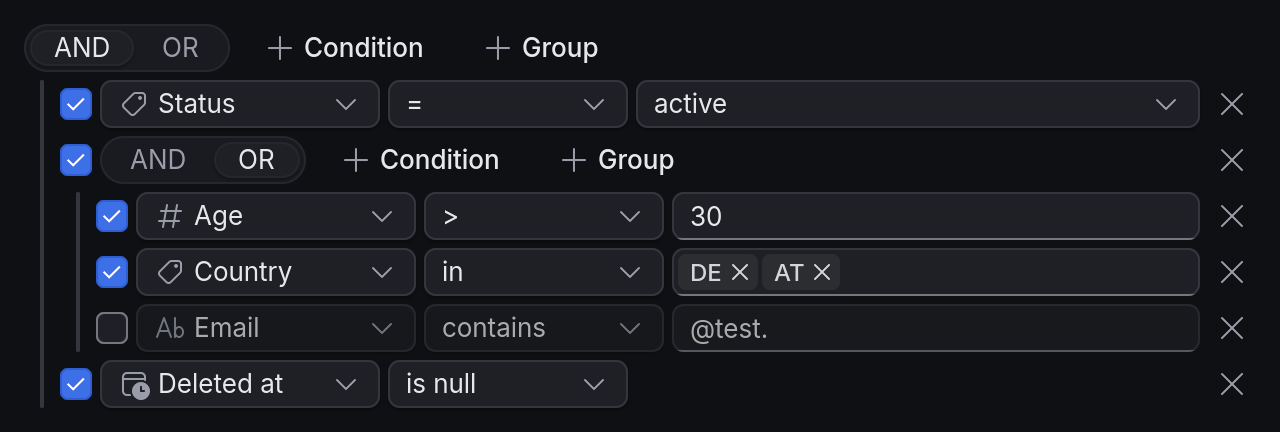 AND OR + Condition + Group
Status = active
AND OR + Condition + Group
# Age > 30
Country in DE AT
Ab Email contains @test.
Deleted at is null